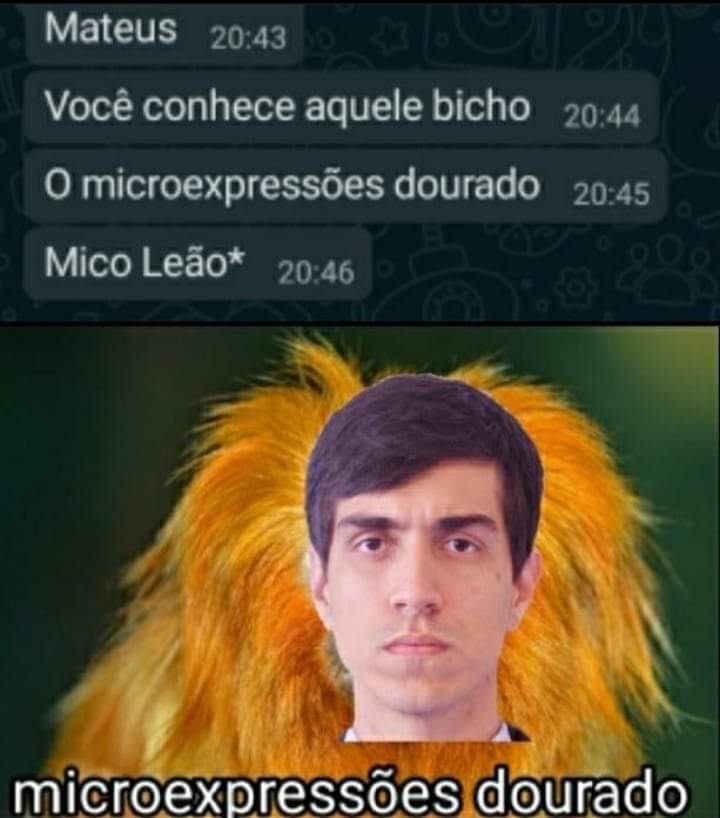 Mateus 20:43
Você conhece aquele bicho 20:44
O microexpressões dourado 20:45
Mico Leão* 20:46
microexpressões dourado